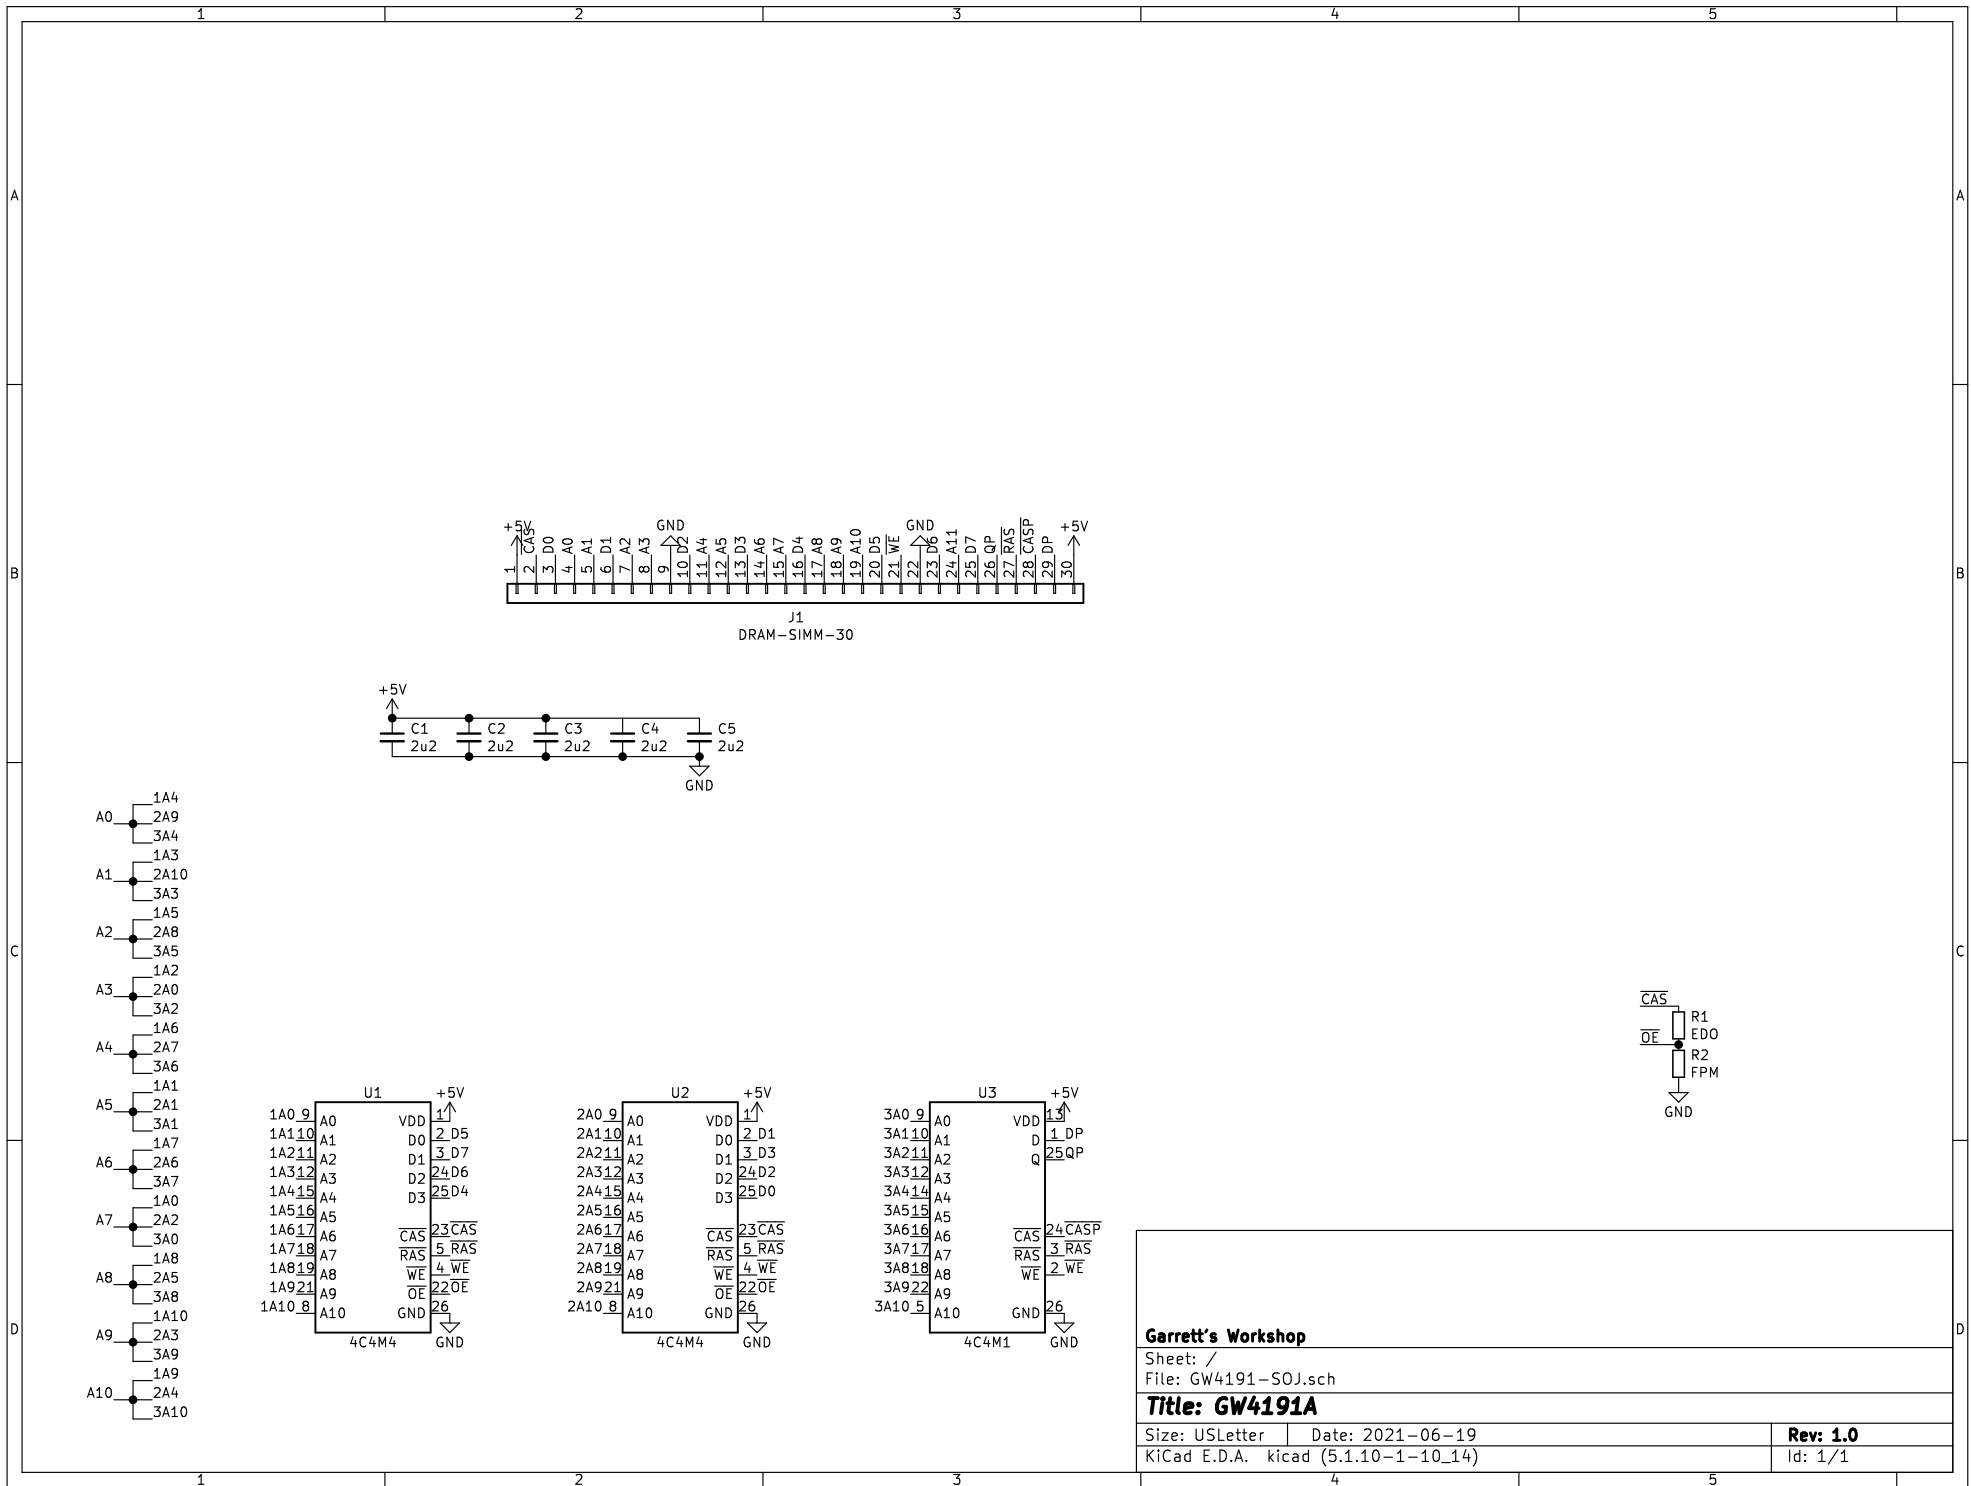 1 2 3 4 5
A A
+5V GND GND +5V
1 2 3 4 5 6 7 8 9 10 11 12 13 14 15 16 17 18 19 20 21 22 23 24 25 26 27 28 29 30
CAS D0 A0 A1 D1 A2 A3 D2 A4 A5 D3 A6 A7 D4 A8 A9 A10 D5 WE D6 A11 D7 QP RAS CASP DP
B B
J1
DRAM-SIMM-30
+5V
C1 C2 C3 C4 C5
2u2 2u2 2u2 2u2 2u2
GND
A0 1A4 2A9 3A4
A1 1A3 2A10 3A3
A2 1A5 2A8 3A5
C C
A3 1A2 2A0 3A2
A4 1A6 2A7 3A6
A5 1A1 2A1 3A1
A6 1A7 2A6 3A7
A7 1A0 2A2 3A0
A8 1A8 2A5 3A8
A9 1A10 2A3 3A9
A10 1A9 2A4 3A10
CAS
R1
EDO
OE
R2
FPM
GND
U1 +5V
1A0 9 A0 VDD 1
1A1 10 A1 D0 2 D5
1A2 11 A2 D1 3 D7
1A3 12 A3 D2 24 D6
1A4 15 A4 D3 25 D4
1A5 16 A5
1A6 17 A6 CAS 23 CAS
1A7 18 A7 RAS 5 RAS
1A8 19 A8 WE 4 WE
1A9 21 A9 OE 22 OE
1A10 8 A10 GND 26
4C4M4 GND
U2 +5V
2A0 9 A0 VDD 1
2A1 10 A1 D0 2 D1
2A2 11 A2 D1 3 D3
2A3 12 A3 D2 24 D2
2A4 15 A4 D3 25 D0
2A5 16 A5
2A6 17 A6 CAS 23 CAS
2A7 18 A7 RAS 5 RAS
2A8 19 A8 WE 4 WE
2A9 21 A9 OE 22 OE
2A10 8 A10 GND 26
4C4M4 GND
U3 +5V
3A0 9 A0 VDD 13
3A1 10 A1 D 1 DP
3A2 11 A2 Q 25 QP
3A3 12 A3
3A4 14 A4
3A5 15 A5
3A6 16 A6 CAS 24 CASP
3A7 17 A7 RAS 3 RAS
3A8 18 A8 WE 2 WE
3A9 22 A9
3A10 5 A10 GND 26
4C4M1 GND
D D
Garrett's Workshop
Sheet: /
File: GW4191-SOJ.sch
Title: GW4191A
Size: USLetter Date: 2021-06-19 Rev: 1.0
KiCad E.D.A. kicad (5.1.10-1-10_14) Id: 1/1
1 2 3 4 5